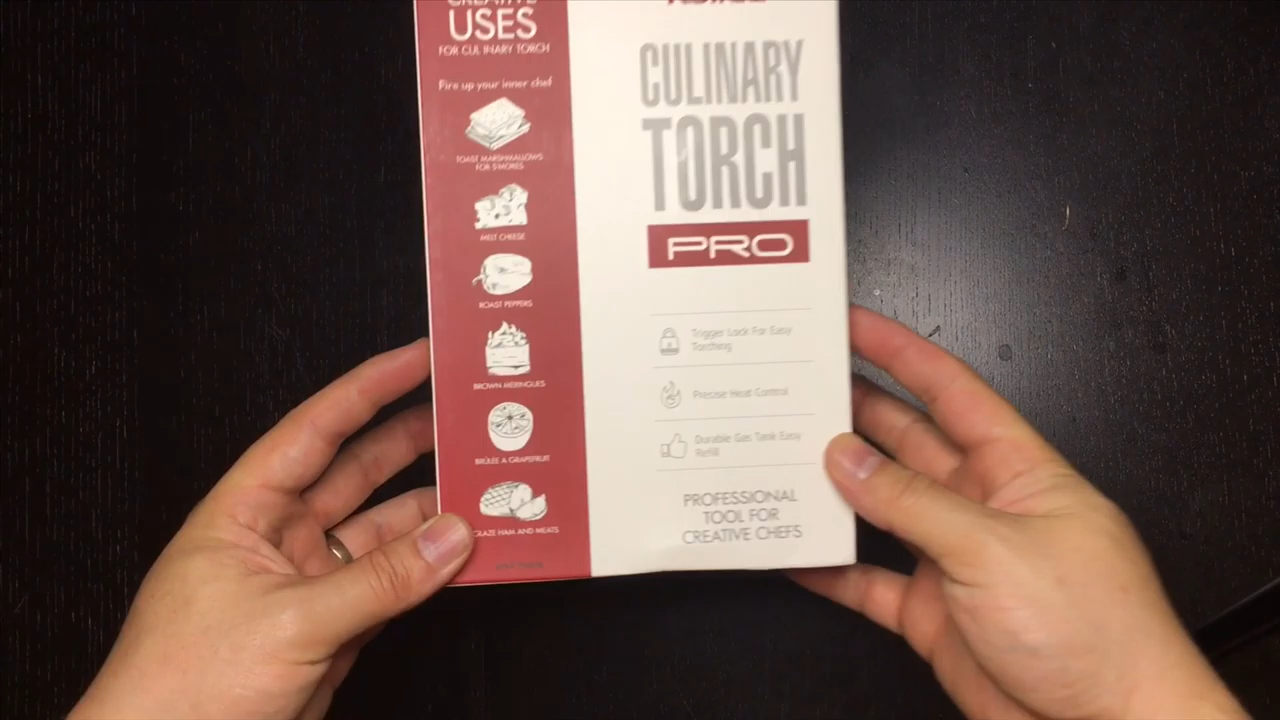 CREATIVE
USES
FOR CULINARY TORCH
Fire up your inner chef
TOAST MARSHMALLOWS
FOR S'MORES
MELT CHEESE
ROAST PEPPERS
BROWN MERINGUES
BRÛLÉE A GRAPEFRUIT
GLAZE HAM AND MEATS
CULINARY
TORCH
PRO
Trigger Lock For Easy
Torching
Precise Heat Control
Durable Gas Tank Easy
Refill
PROFESSIONAL
TOOL FOR
CREATIVE CHEFS